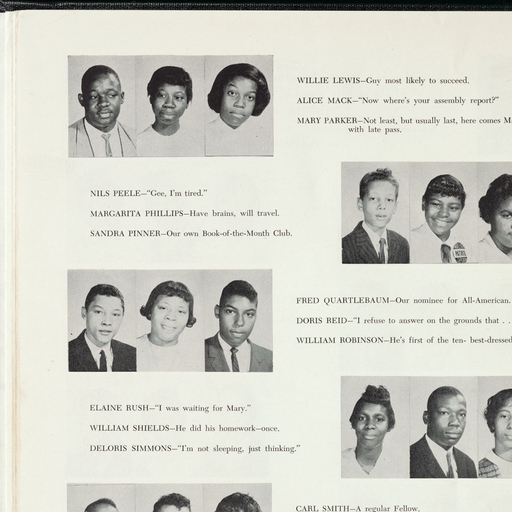 WILLIE LEWIS—Guy most likely to succeed.
ALICE MACK—"Now where's your assembly report?"
MARY PARKER—Not least, but usually last, here comes
with late pass.
NILS PEELE—"Gee, I'm tired."
MARGARITA PHILLIPS—Have brains, will travel.
SANDRA PINNER—Our own Book-of-the-Month Club.
FRED QUARTLEBAUM—Our nominee for All-American.
DORIS REID—"I refuse to answer on the grounds that . .
WILLIAM ROBINSON—He's first of the ten- best-dressed
ELAINE RUSH—"I was waiting for Mary."
WILLIAM SHIELDS—He did his homework—once.
DELORIS SIMMONS—"I'm not sleeping, just thinking."
CARL SMITH—A regular Fellow.